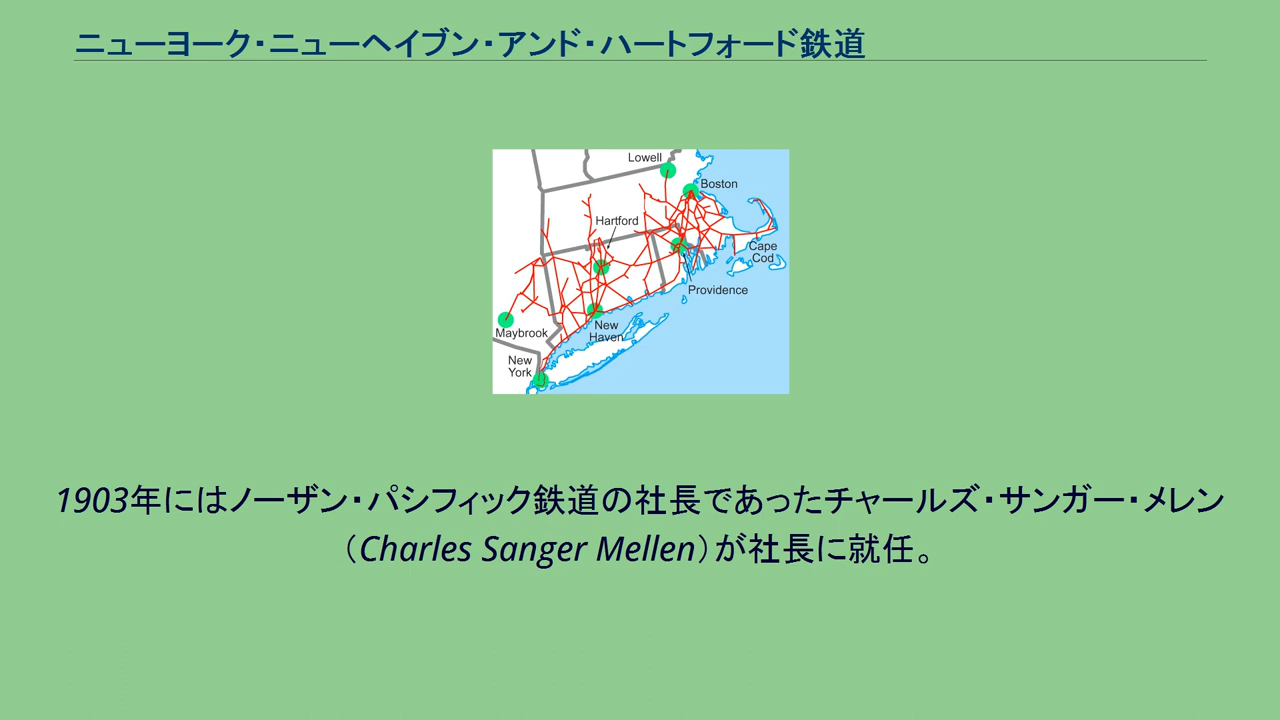 ニューヨーク・ニューヘイブン・アンド・ハートフォード鉄道
Lowell
Boston
Hartford
Cape
Cod
Providence
New
Haven
Maybrook
New
York
1903年にはノーザン・パシフィック鉄道の社長であったチャールズ・サンガー・メレン
（Charles Sanger Mellen）が社長に就任。